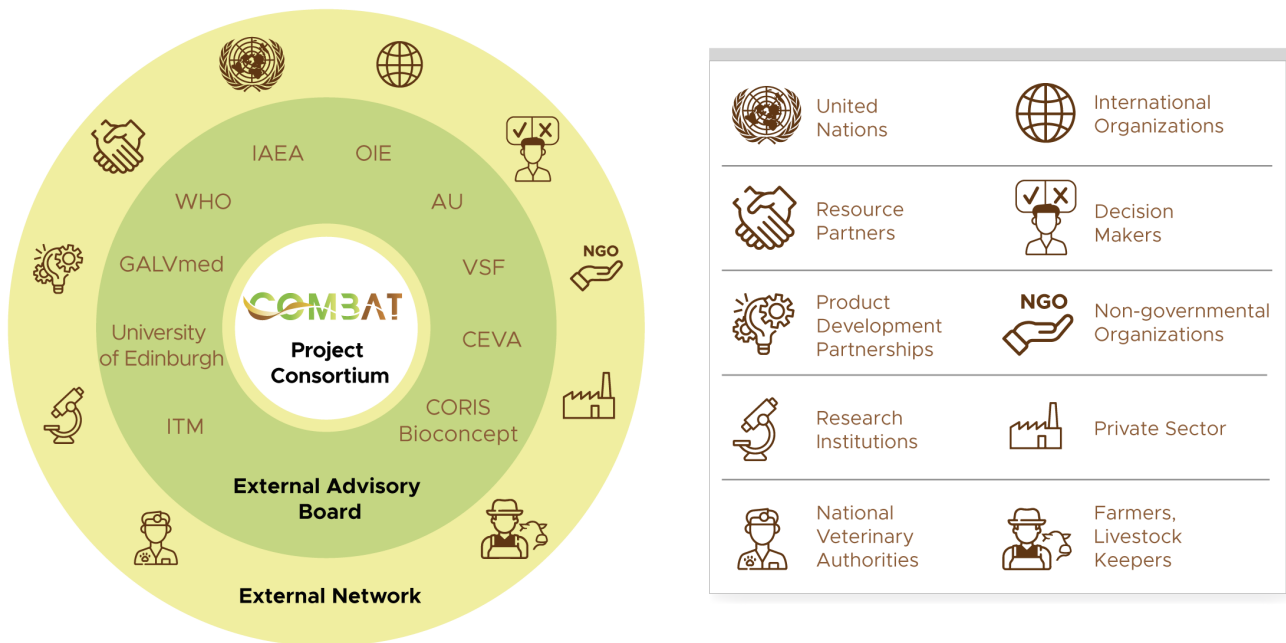 IAEA
OIE
WHO
AU
GALVmed
VSF
University
of Edinburgh
CEVA
ITM
CORIS
Bioconcept
COMBAT
Project
Consortium
External Advisory
Board
External Network
NGO
United
Nations
International
Organizations
Resource
Partners
Decision
Makers
Product
Development
Partnerships
NGO
Non-governmental
Organizations
Research
Institutions
Private Sector
National
Veterinary
Authorities
Farmers,
Livestock
Keepers